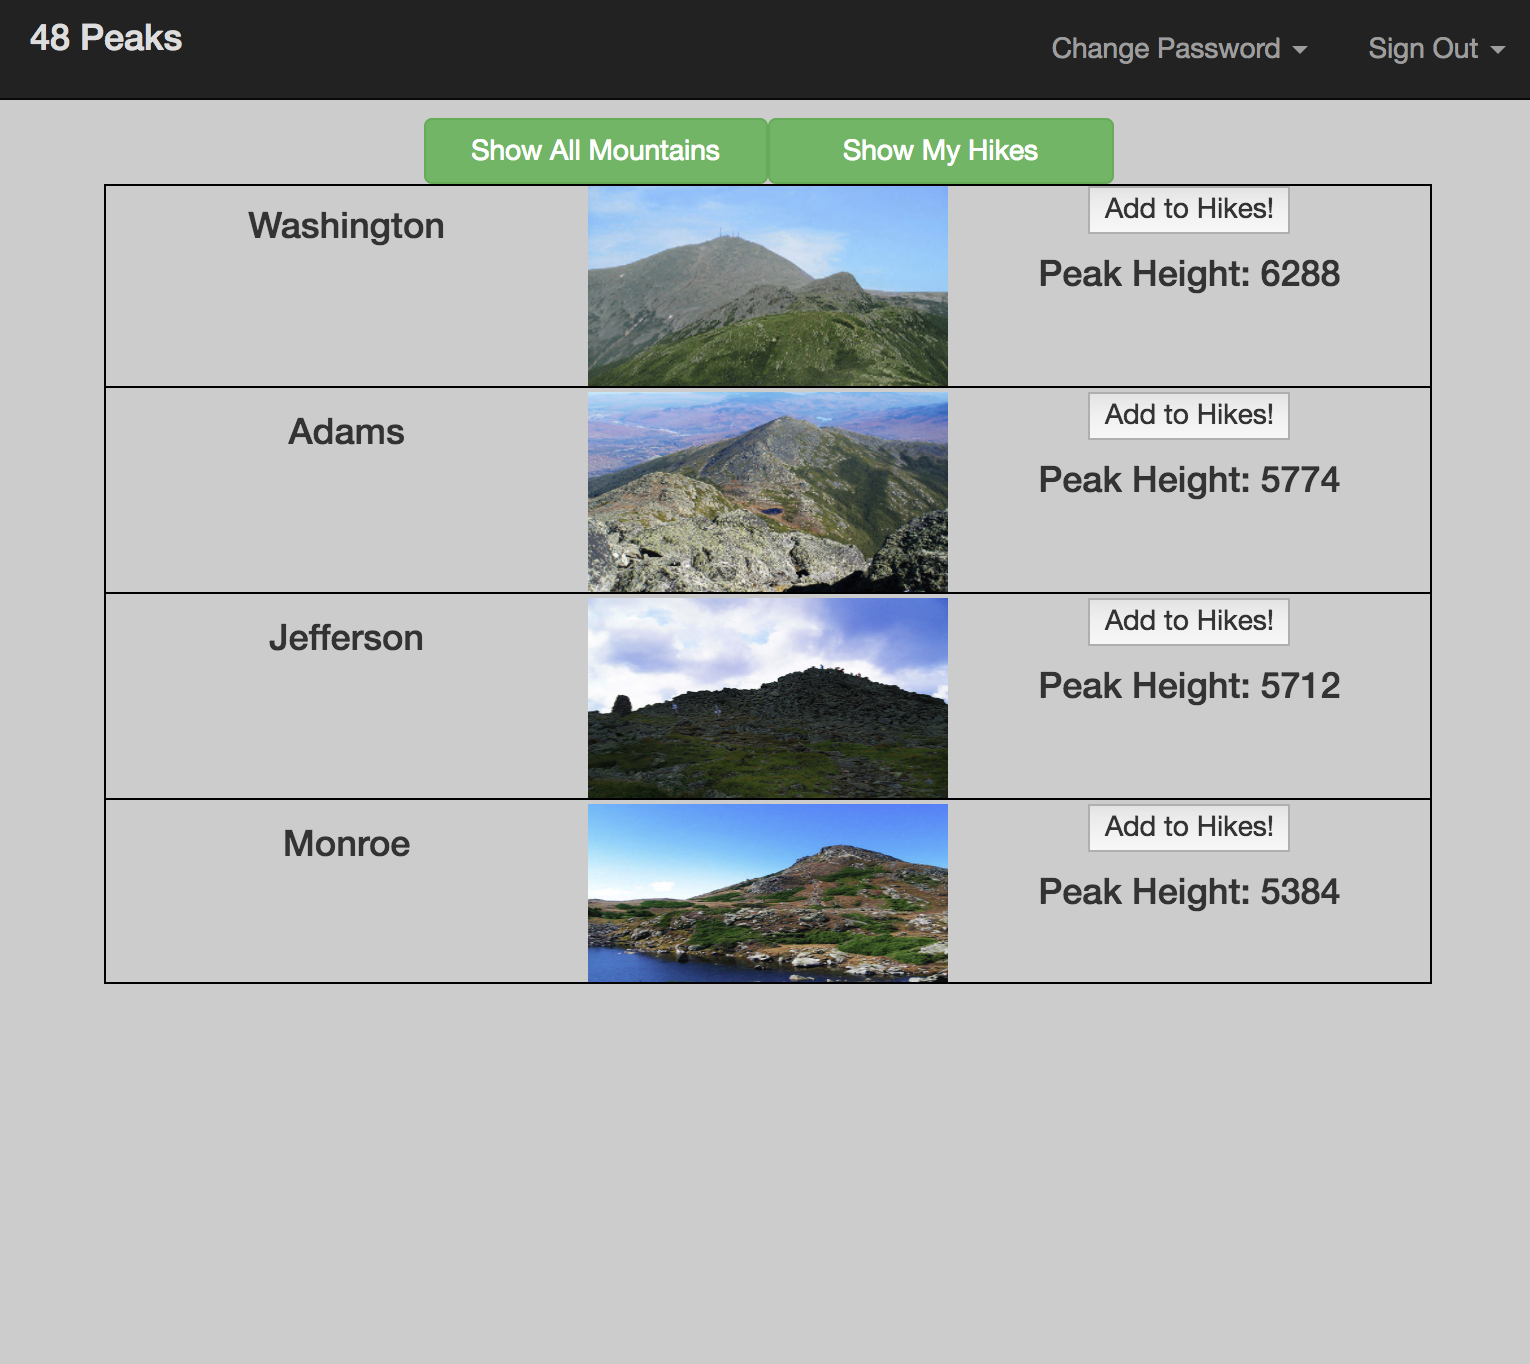 48 Peaks
Change Password
Sign Out
Show All Mountains
Show My Hikes
Washington
Add to Hikes!
Peak Height: 6288
Adams
Add to Hikes!
Peak Height: 5774
Jefferson
Add to Hikes!
Peak Height: 5712
Monroe
Add to Hikes!
Peak Height: 5384